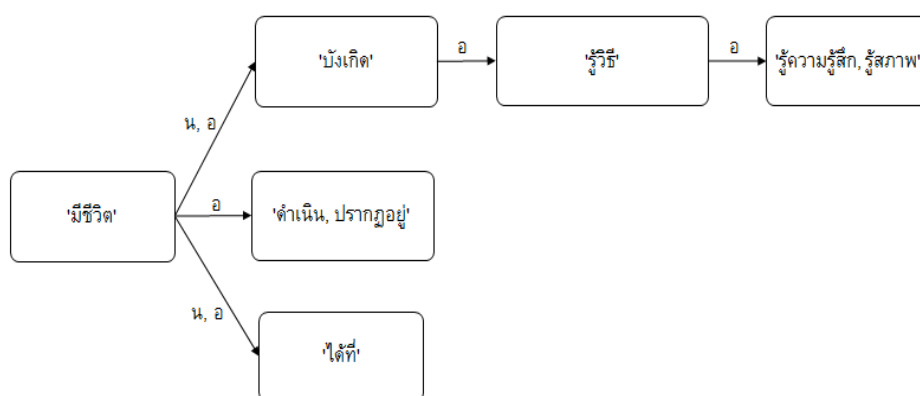 'บังเกิด'
อ
'รู้วิธี'
อ
'รู้ความรู้สึก, รู้สภาพ'
น, อ
'มีชีวิต'
อ
'ดำเนิน, ปรากฏอยู่'
น, อ
'ได้ที่'